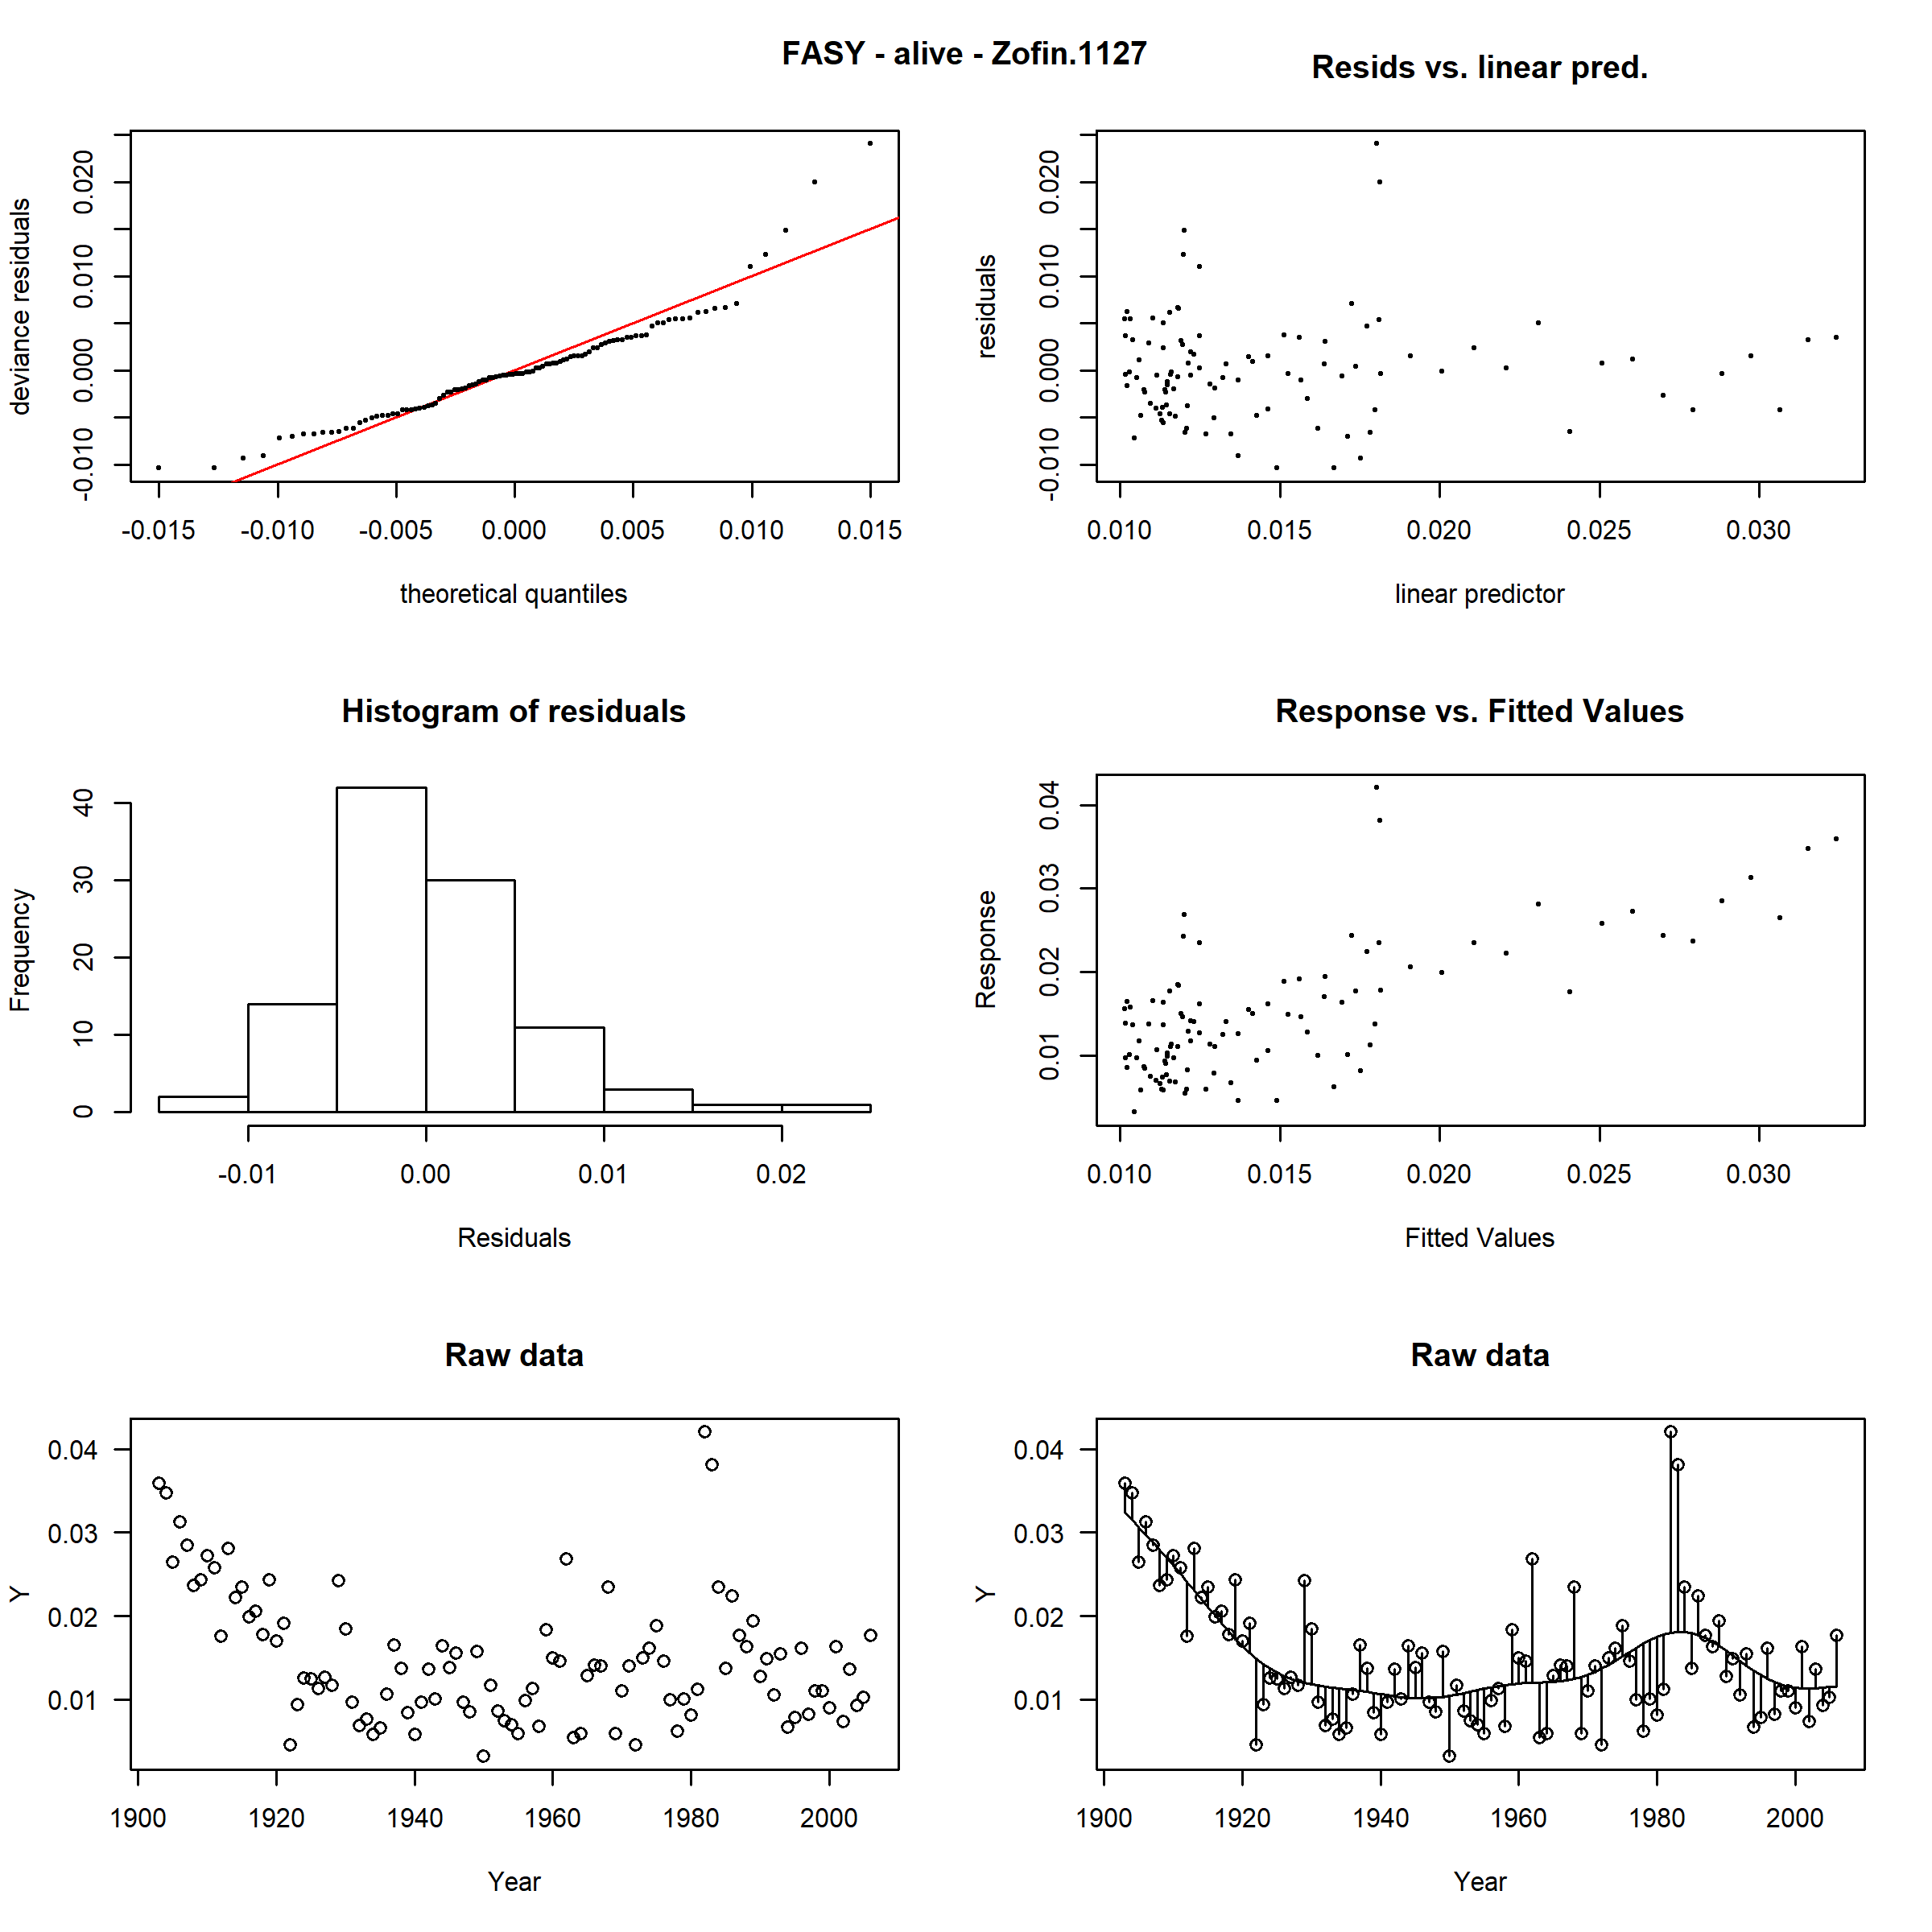 FASY - alive - Zofin.1127
deviance residuals
-0.010 0.000 0.010 0.020
-0.015 -0.010 -0.005 0.000 0.005 0.010 0.015
theoretical quantiles
Resids vs. linear pred.
residuals
-0.010 0.000 0.010 0.020
0.010 0.015 0.020 0.025 0.030
linear predictor
Histogram of residuals
Frequency
0 10 20 30 40
-0.01 0.00 0.01 0.02
Residuals
Response vs. Fitted Values
Response
0.01 0.02 0.03 0.04
0.010 0.015 0.020 0.025 0.030
Fitted Values
Raw data
Y
0.04
0.03
0.02
0.01
1900 1920 1940 1960 1980 2000
Year
Raw data
Y
0.04
0.03
0.02
0.01
1900 1920 1940 1960 1980 2000
Year